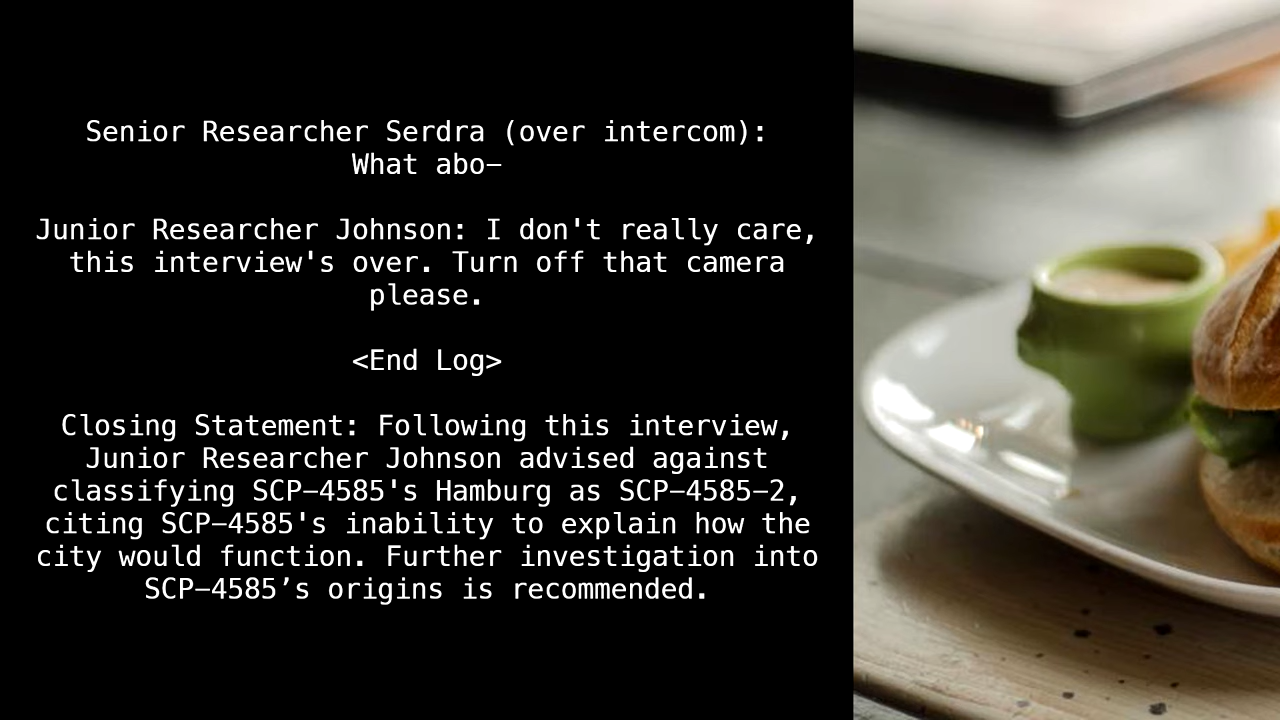 Senior Researcher Serdra (over intercom):
What abo—
Junior Researcher Johnson: I don't really care,
this interview's over. Turn off that camera
please.
<End Log>
Closing Statement: Following this interview,
Junior Researcher Johnson advised against
classifying SCP-4585's Hamburg as SCP-4585-2,
citing SCP-4585's inability to explain how the
city would function. Further investigation into
SCP-4585’s origins is recommended.